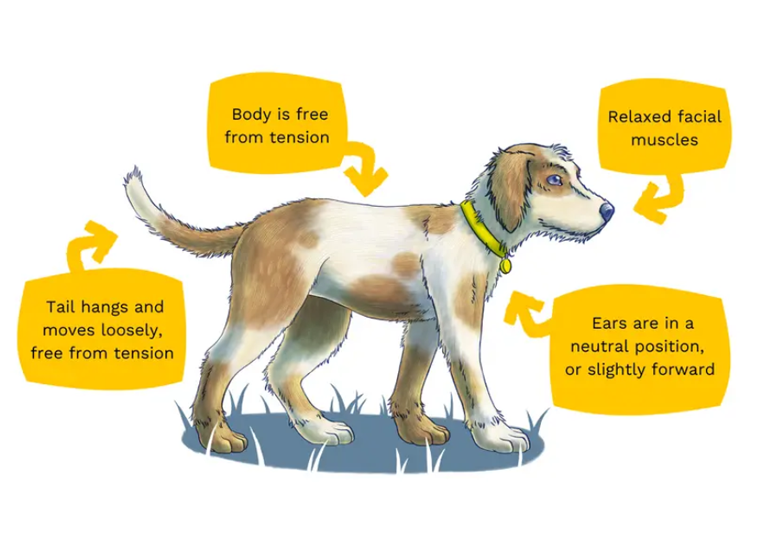 Body is free
from tension
Relaxed facial
muscles
Tail hangs and
moves loosely,
free from tension
Ears are in a
neutral position,
or slightly forward